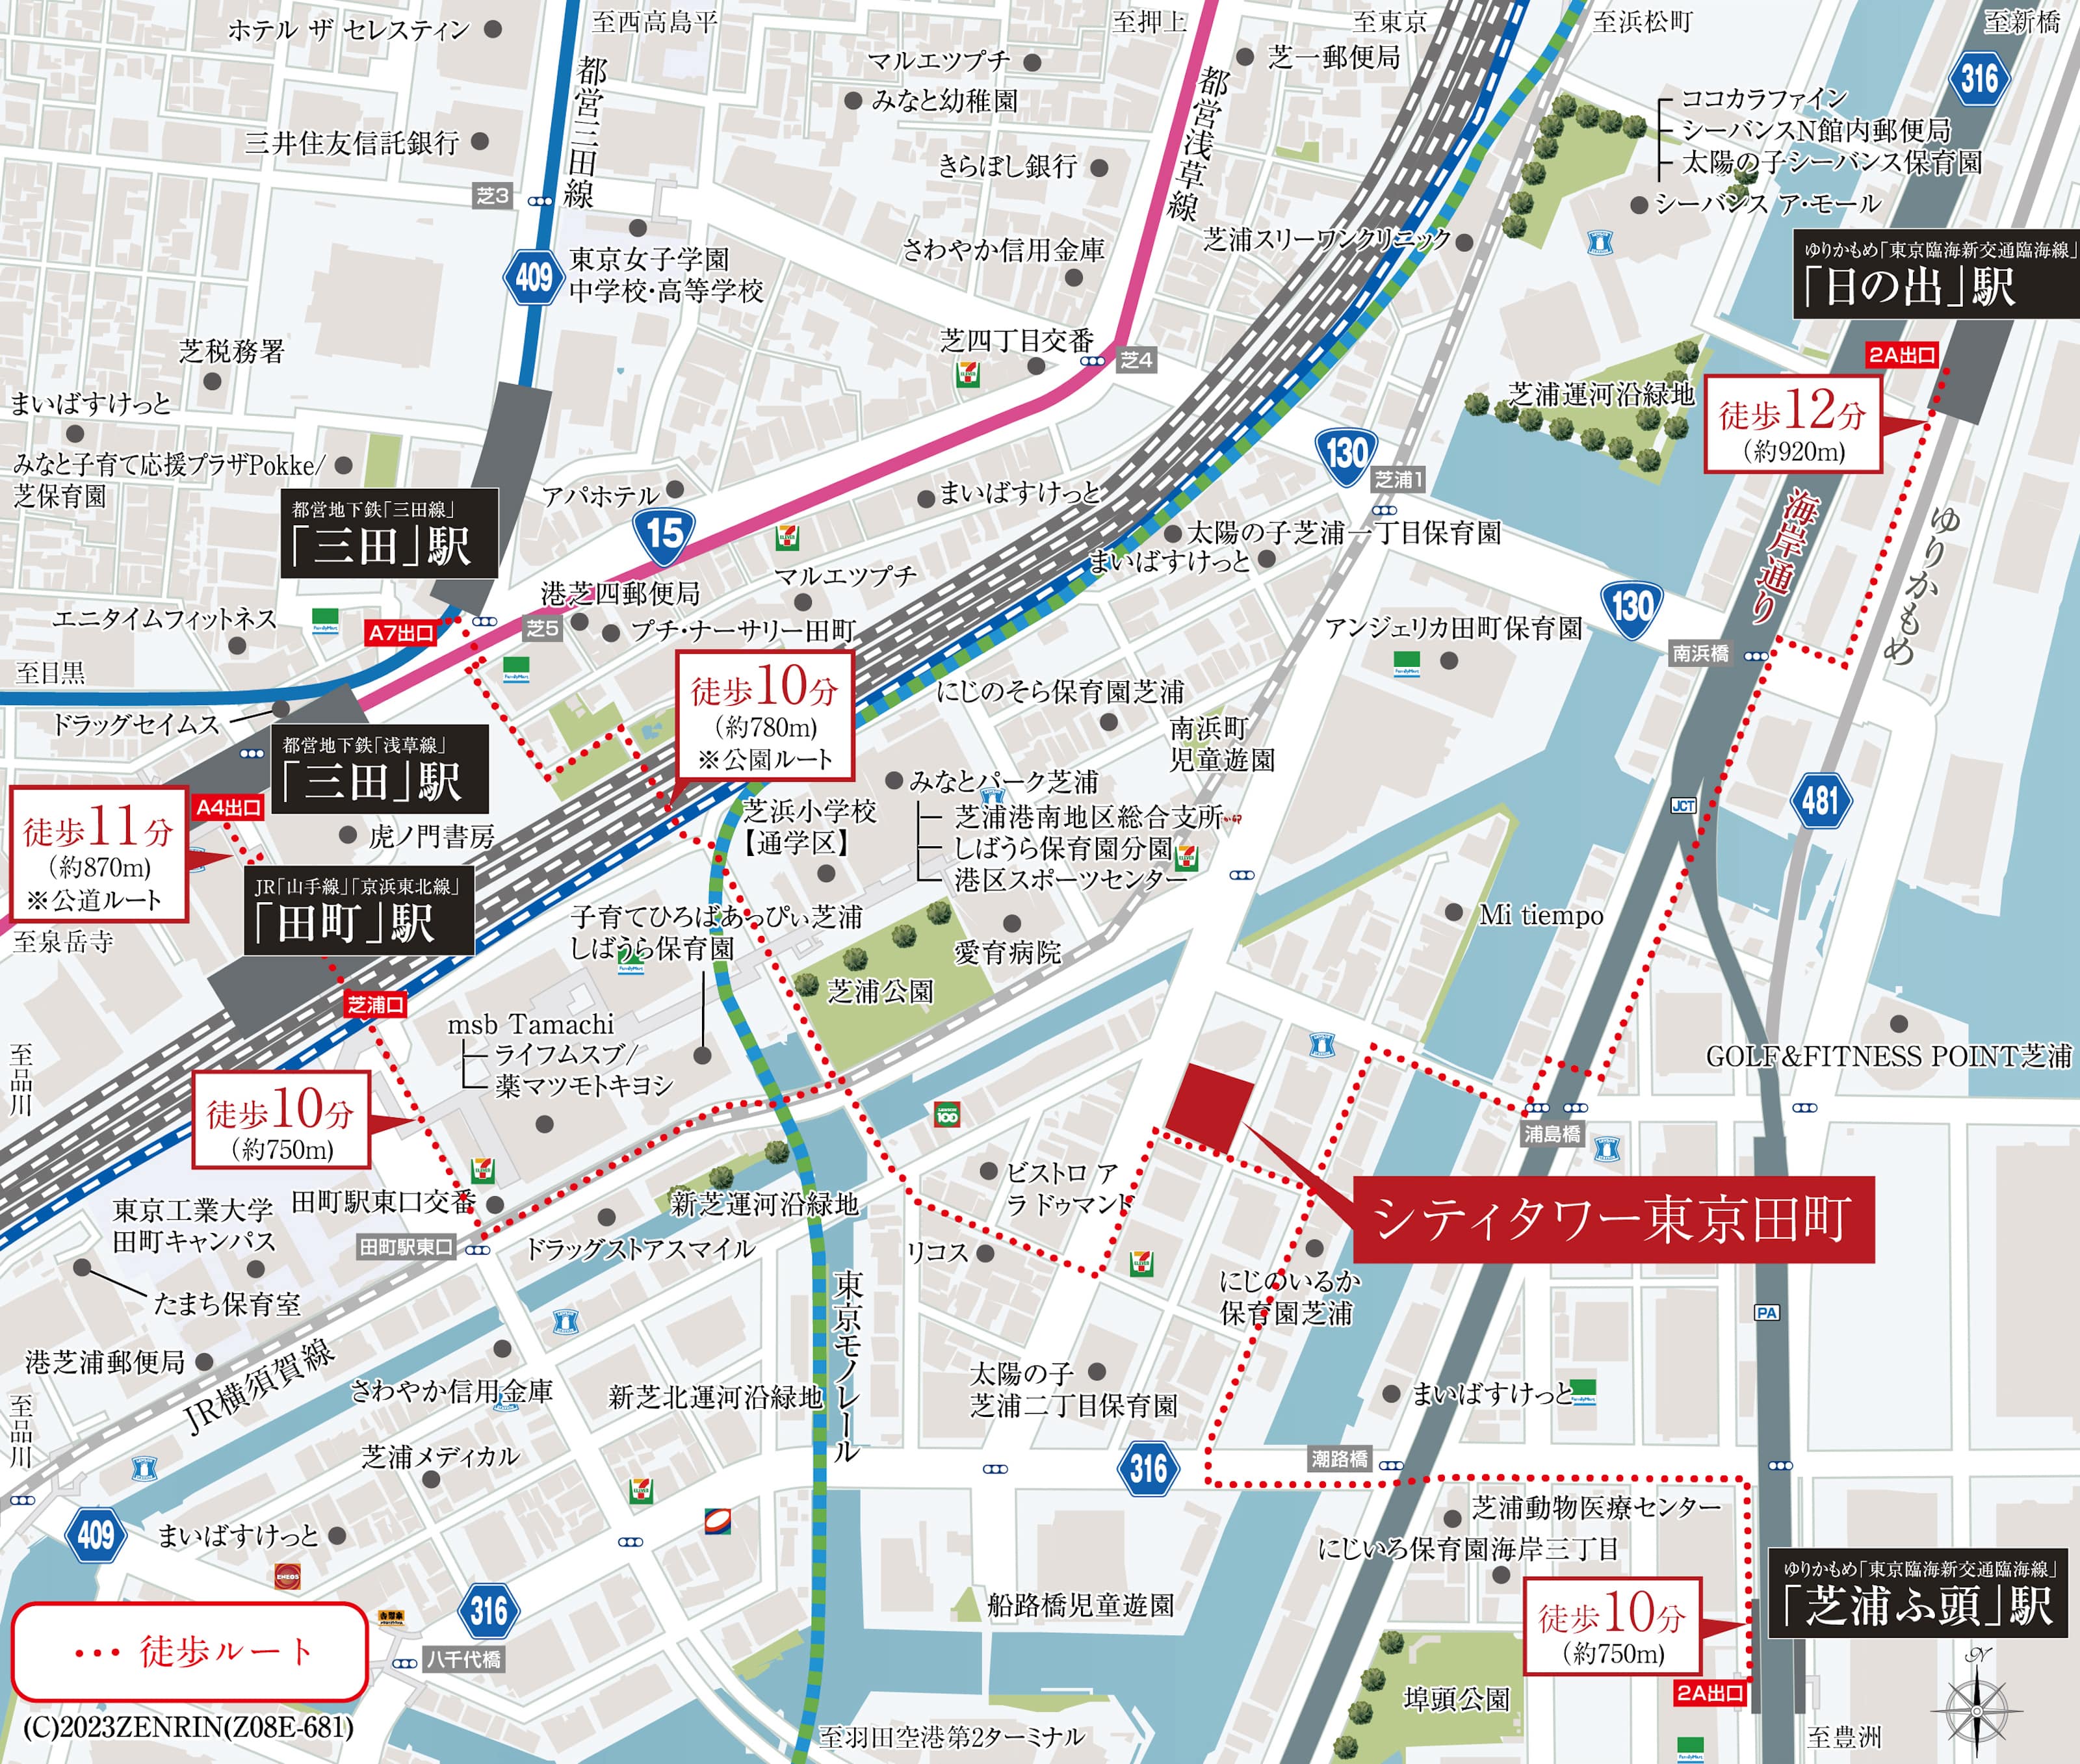 ホテル ザ セレスティン
至西高島平
至押上
至東京
至浜松町
至新橋
マルエツプチ
芝一郵便局
316
みなと幼稚園
都営三田線
都営浅草線
ココカラファイン
シーバンスN館内郵便局
太陽の子シーバンス保育園
三井住友信託銀行
きらぼし銀行
シーバンス ア・モール
芝3
芝浦スリーワンクリニック
さわやか信用金庫
409
東京女子学園
中学校・高等学校
ゆりかもめ「東京臨海新交通臨海線」
「日の出」駅
芝四丁目交番
芝4
芝税務署
2A出口
芝浦運河沿緑地
徒歩12分
(約920m)
まいばすけっと
みなと子育て応援プラザPokke/
芝保育園
130
芝浦1
アパホテル
まいばすけっと
都営地下鉄「三田線」
「三田」駅
15
太陽の子芝浦一丁目保育園
まいばすけっと
海岸通り
ゆりかもめ
マルエツプチ
港芝四郵便局
130
エニタイムフィットネス
A7出口
芝5
プチ・ナーサリー田町
アンジェリカ田町保育園
南浜橋
至目黒
徒歩10分
(約780m)
※公園ルート
にじのそら保育園芝浦
ドラッグセイムス
南浜町
児童遊園
都営地下鉄「浅草線」
「三田」駅
みなとパーク芝浦
芝浦港南地区総合支所
しばうら保育園分園
港区スポーツセンター
JCT
481
A4出口
徒歩11分
(約870m)
※公道ルート
虎ノ門書房
芝浜小学校
【通学区】
JR「山手線」「京浜東北線」
「田町」駅
至泉岳寺
子育てひろばあっぴぃ芝浦
しばうら保育園
愛育病院
Mi tiempo
芝浦公園
芝浦口
msb Tamachi
ライフムスブ/
薬マツモトキヨシ
至品川
GOLF&FITNESS POINT芝浦
徒歩10分
(約750m)
浦島橋
ビストロ ア
ラ ドゥマンド
東京工業大学
田町キャンパス
田町駅東口交番
新芝運河沿緑地
シティタワー東京田町
田町駅東口
ドラッグストアスマイル
リコス
たまち保育室
東京モノレール
にじのいるか
保育園芝浦
PA
港芝浦郵便局
JR横須賀線
さわやか信用金庫
新芝北運河沿緑地
太陽の子
芝浦二丁目保育園
まいばすけっと
至品川
芝浦メディカル
316
潮路橋
409
まいばすけっと
芝浦動物医療センター
にじいろ保育園海岸三丁目
ENEOS
316
船路橋児童遊園
徒歩10分
(約750m)
ゆりかもめ「東京臨海新交通臨海線」
「芝浦ふ頭」駅
徒歩ルート
八千代橋
2A出口
埠頭公園
N
(C)2023ZENRIN(Z08E-681)
至羽田空港第2ターミナル
至豊洲